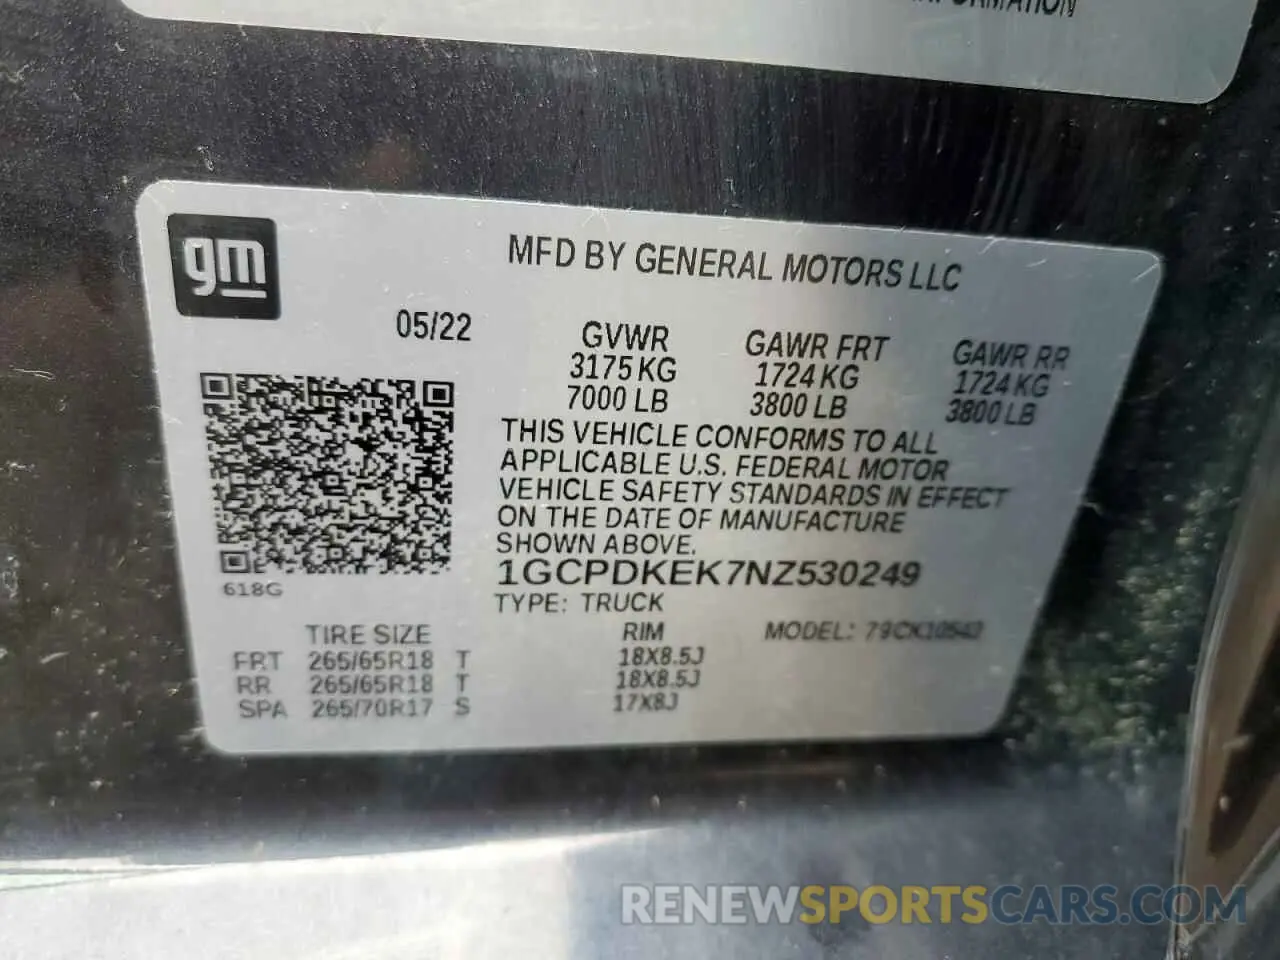 gm
MFD BY GENERAL MOTORS LLC
05/22
GVWR GAWR FRT GAWR RR
3175 KG 1724 KG 1724 KG
7000 LB 3800 LB 3800 LB
THIS VEHICLE CONFORMS TO ALL
APPLICABLE U.S. FEDERAL MOTOR
VEHICLE SAFETY STANDARDS IN EFFECT
ON THE DATE OF MANUFACTURE
SHOWN ABOVE.
1GCPDKEK7NZ530249
618G
TYPE: TRUCK
TIRE SIZE RIM MODEL:
FRT 265/65R18 T 18X8.5J
RR 265/65R18 T 18X8.5J
SPA 265/70R17 S 17X8J
RENEWSPORTSCARS.COM